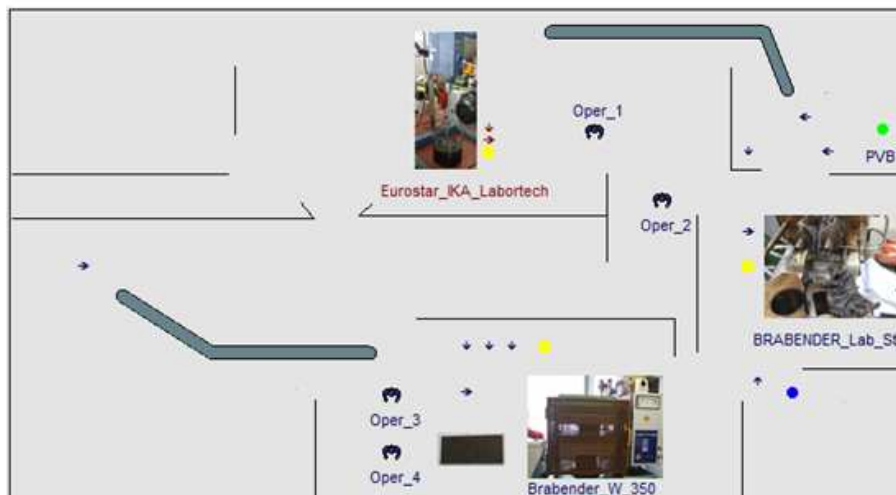 Oper_1
PVB
Eurostar_IKA_Labortech
Oper_2
BRABENDER_Lab_St
Oper_3
Oper_4
Brabender_W_350